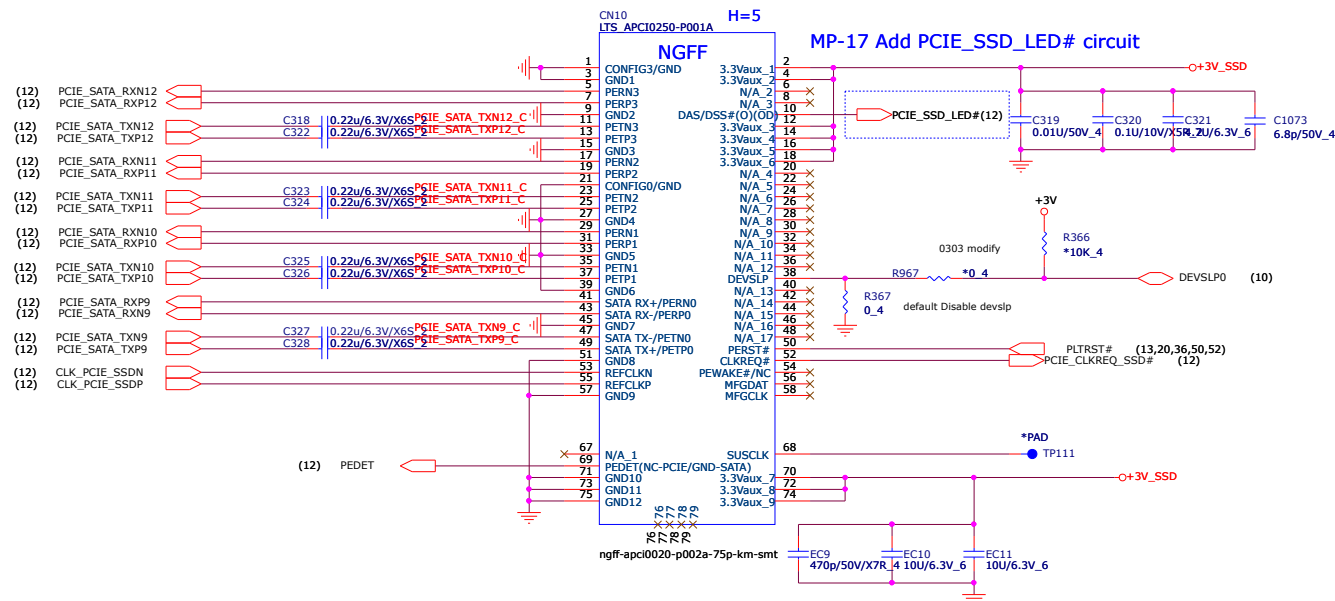 CN10 H=5
LTS_APCI0250-P001A
NGFF
MP-17 Add PCIE_SSD_LED# circuit
1 CONFIG3/GND 3.3Vaux_1 2 +3V_SSD
3 GND1 3.3Vaux_2 4
(12) PCIE_SATA_RXN12 5 PERN3 N/A_2 6
(12) PCIE_SATA_RXP12 7 PERP3 N/A_3 8
9 GND2 DAS/DSS#(O)(OD) 10 PCIE_SSD_LED#(12)
(12) PCIE_SATA_TXN12 C318 0.22u/6.3V/X6S_2 PCIE_SATA_TXN12_C 11 PETN3 3.3Vaux_3 12
(12) PCIE_SATA_TXP12 C322 0.22u/6.3V/X6S_2 PCIE_SATA_TXP12_C 13 PETP3 3.3Vaux_4 14
C319 0.01U/50V_4
C320 0.1U/10V/X5R_2
C321 4.7U/6.3V_6
C1073 6.8p/50V_4
15 GND3 3.3Vaux_5 16
(12) PCIE_SATA_RXN11 17 PERN2 3.3Vaux_6 18
(12) PCIE_SATA_RXP11 19 PERP2 N/A_4 20
21 CONFIG0/GND N/A_5 22
(12) PCIE_SATA_TXN11 C323 0.22u/6.3V/X6S_2 PCIE_SATA_TXN11_C 23 PETN2 N/A_6 24
(12) PCIE_SATA_TXP11 C324 0.22u/6.3V/X6S_2 PCIE_SATA_TXP11_C 25 PETP2 N/A_7 26
+3V
27 GND4 N/A_8 28
(12) PCIE_SATA_RXN10 29 PERN1 N/A_9 30
(12) PCIE_SATA_RXP10 31 PERP1 N/A_10 32
R366
*10K_4
0303 modify
33 GND5 N/A_11 34
(12) PCIE_SATA_TXN10 C325 0.22u/6.3V/X6S_2 PCIE_SATA_TXN10_C 35 PETN1 N/A_12 36
(12) PCIE_SATA_TXP10 C326 0.22u/6.3V/X6S_2 PCIE_SATA_TXP10_C 37 PETP1 DEVSLP 38 R967 *0_4 DEVSLP0 (10)
39 GND6 N/A_13 40
(12) PCIE_SATA_RXP9 41 SATA RX+/PERN0 N/A_14 42
R367
0_4
default Disable devslp
(12) PCIE_SATA_RXN9 43 SATA RX-/PERP0 N/A_15 44
45 GND7 N/A_16 46
(12) PCIE_SATA_TXN9 C327 0.22u/6.3V/X6S_2 PCIE_SATA_TXN9_C 47 SATA TX-/PETN0 N/A_17 48
(12) PCIE_SATA_TXP9 C328 0.22u/6.3V/X6S_2 PCIE_SATA_TXP9_C 49 SATA TX+/PETP0 PERST# 50 PLTRST# (13,20,36,50,52)
51 GND8 CLKREQ# 52 PCIE_CLKREQ_SSD# (12)
(12) CLK_PCIE_SSDN 53 REFCLKN PEWAKE#/NC 54
(12) CLK_PCIE_SSDP 55 REFCLKP MFGDAT 56
57 GND9 MFGCLK 58
67 N/A_1 SUSCLK 68 *PAD TP111
(12) PEDET 69 PEDET(NC-PCIE/GND-SATA)
71 GND10 3.3Vaux_7 70 +3V_SSD
73 GND11 3.3Vaux_8 72
75 GND12 3.3Vaux_9 74
76 77 78 79
76 77 78 79
ngff-apci0020-p002a-75p-km-smt
EC9 470p/50V/X7R_4
EC10 10U/6.3V_6
EC11 10U/6.3V_6